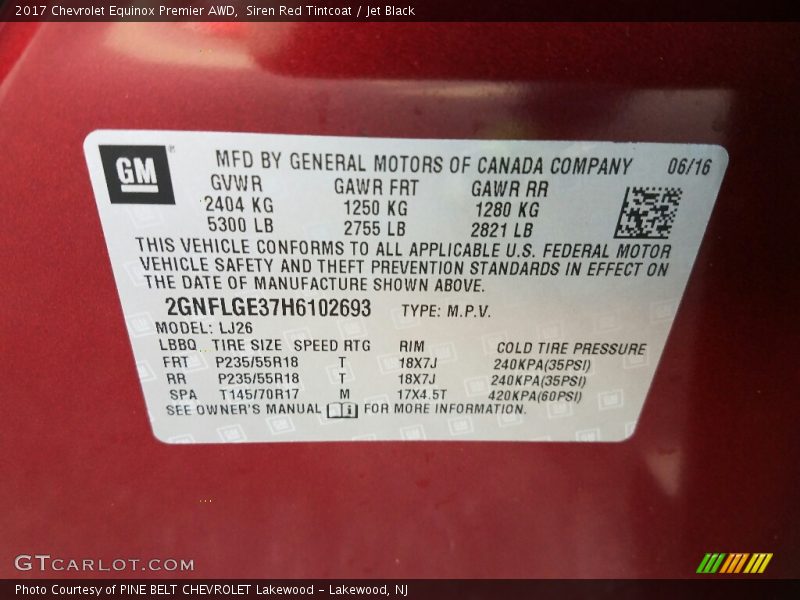 2017 Chevrolet Equinox Premier AWD,  Siren Red Tintcoat / Jet Black
GM® MFD BY GENERAL MOTORS OF CANADA COMPANY 06/16
GVWR GAWR FRT GAWR RR
2404 KG 1250 KG 1280 KG
5300 LB 2755 LB 2821 LB
THIS VEHICLE CONFORMS TO ALL APPLICABLE U.S. FEDERAL MOTOR
VEHICLE SAFETY AND THEFT PREVENTION STANDARDS IN EFFECT ON
THE DATE OF MANUFACTURE SHOWN ABOVE.
2GNFLGE37H6102693 TYPE: M.P.V.
MODEL: LJ26
LBBQ TIRE SIZE SPEED RTG RIM COLD TIRE PRESSURE
FRT P235/55R18 T 18X7J 240KPA(35PSI)
RR P235/55R18 T 18X7J 240KPA(35PSI)
SPA T145/70R17 M 17X4.5T 420KPA(60PSI)
SEE OWNER'S MANUAL FOR MORE INFORMATION.
GTCARLOT.COM
Photo Courtesy of PINE BELT CHEVROLET Lakewood - Lakewood, NJ